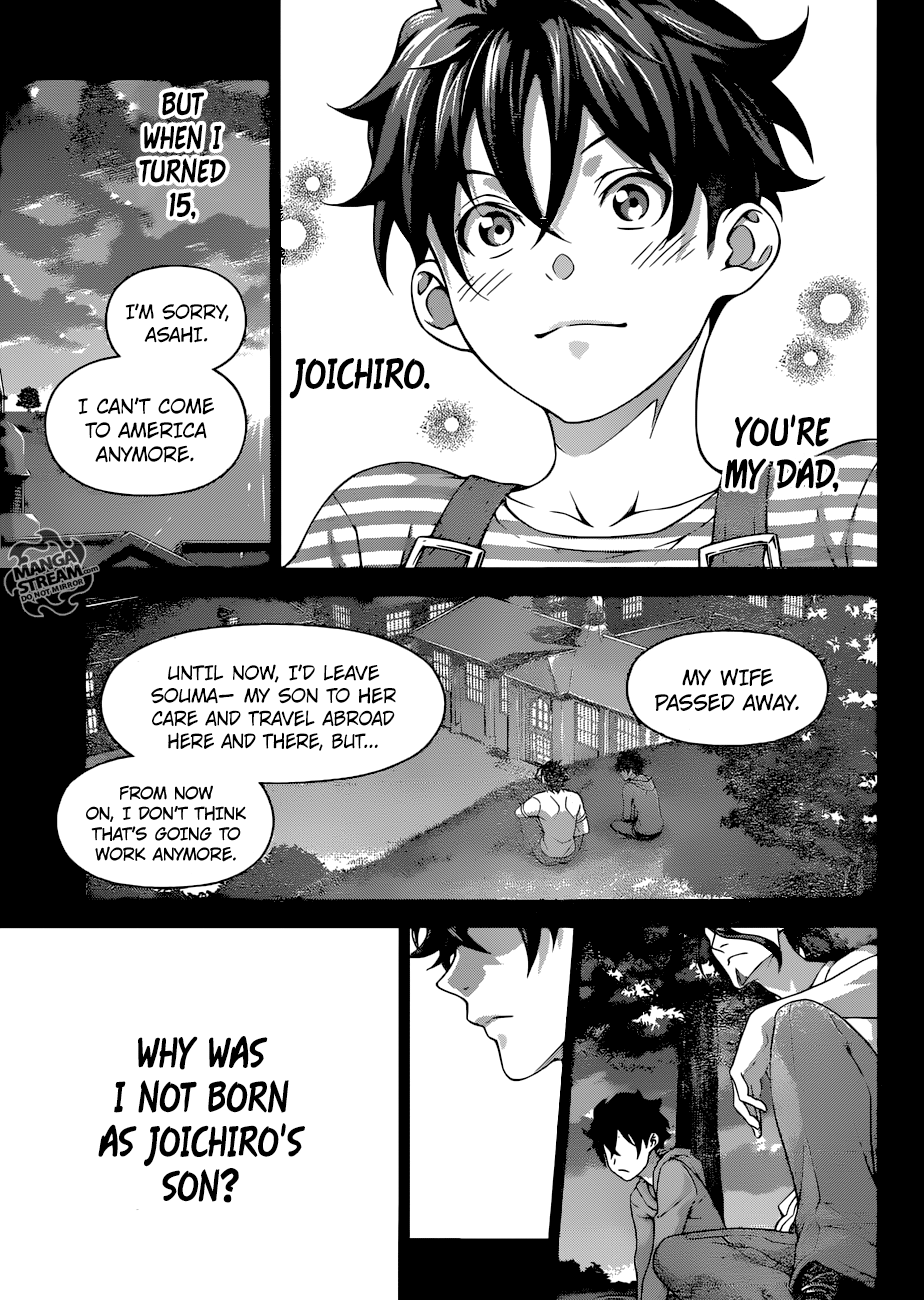 YOU'RE
MY DAD,
JOICHIRO.
BUT
WHEN I
TURNED
15,
I'M SORRY,
ASAHI.
I CAN'T COME
TO AMERICA
ANYMORE.
MANGA
STREAM.com
DO NOT MIRROR
MY WIFE
PASSED AWAY.
UNTIL NOW, I'D LEAVE
SOUMA— MY SON TO HER
CARE AND TRAVEL ABROAD
HERE AND THERE, BUT...
FROM NOW
ON, I DON'T THINK
THAT'S GOING TO
WORK ANYMORE.
WHY WAS
I NOT BORN
AS JOICHIRO'S
SON?